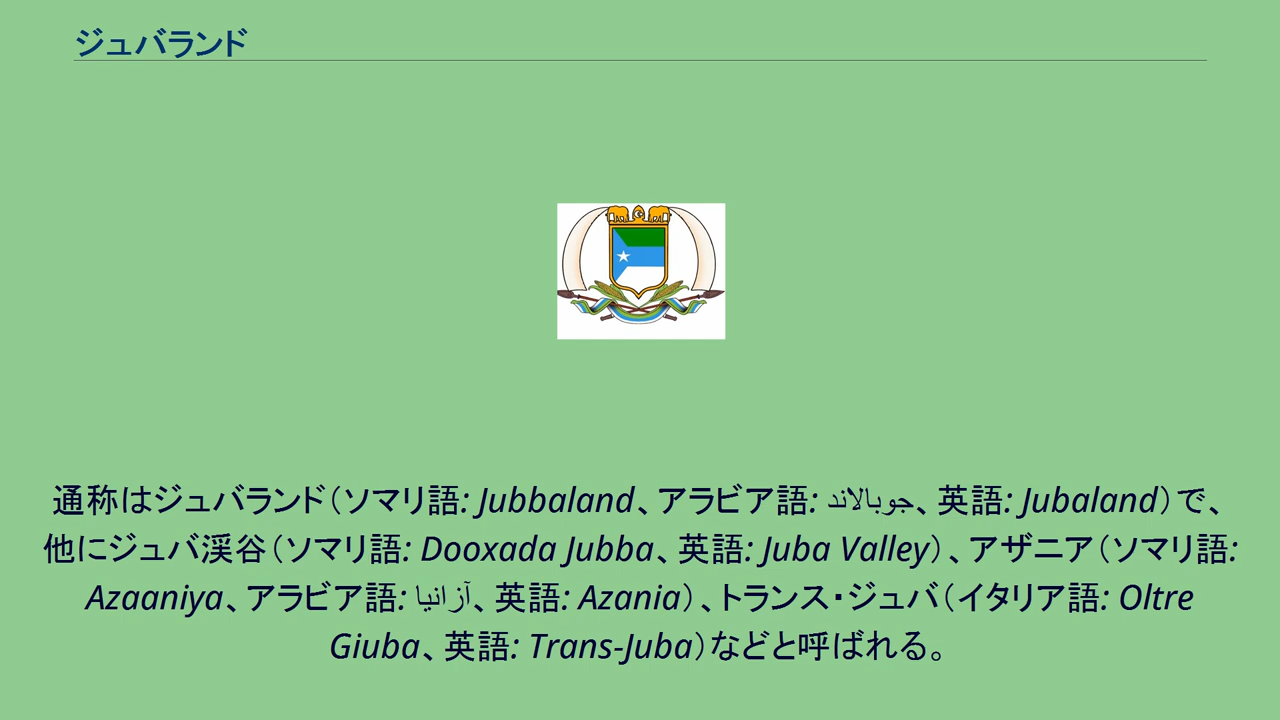 ジュバランド
通称はジュバランド（ソマリ語: Jubbaland、アラビア語: جوبالاند、英語: Jubaland）で、
他にジュバ渓谷（ソマリ語: Dooxada Jubba、英語: Juba Valley）、アザニア（ソマリ語:
Azaaniya、アラビア語: آزانيا、英語: Azania）、トランス・ジュバ（イタリア語: Oltre
Giuba、英語: Trans-Juba）などと呼ばれる。